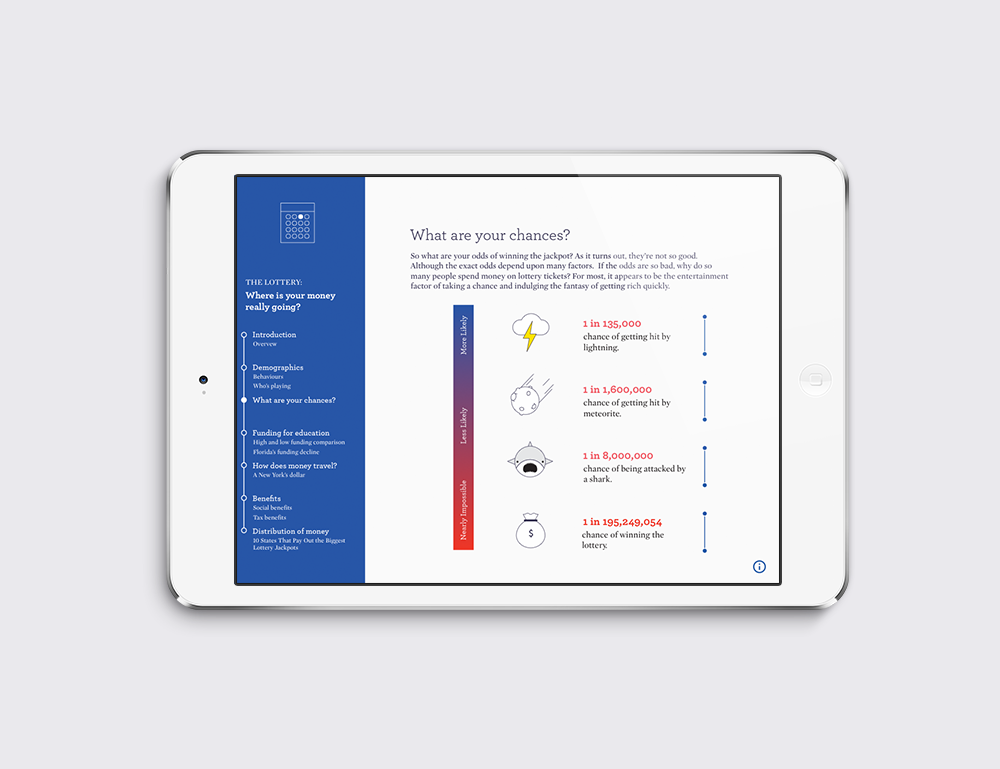 THE LOTTERY:
Where is your money
really going?
Introduction
Overvew
Demographics
Behaviours
Who's playing
What are your chances?
Funding for education
High and low funding comparison
Florida's funding decline
How does money travel?
A New York's dollar
Benefits
Social benefits
Tax benefits
Distribution of money
10 States That Pay Out the Biggest
Lottery Jackpots
What are your chances?
So what are your odds of winning the jackpot? As it turns out, they're not so good.
Although the exact odds depend upon many factors. If the odds are so bad, why do so
many people spend money on lottery tickets? For most, it appears to be the entertainment
factor of taking a chance and indulging the fantasy of getting rich quickly.
More Likely
Less Likely
Nearly Impossible
1 in 135,000
chance of getting hit by
lightning.
1 in 1,600,000
chance of getting hit by
meteorite.
1 in 8,000,000
chance of being attacked by
a shark.
$
1 in 195,249,054
chance of winning the
lottery.
i